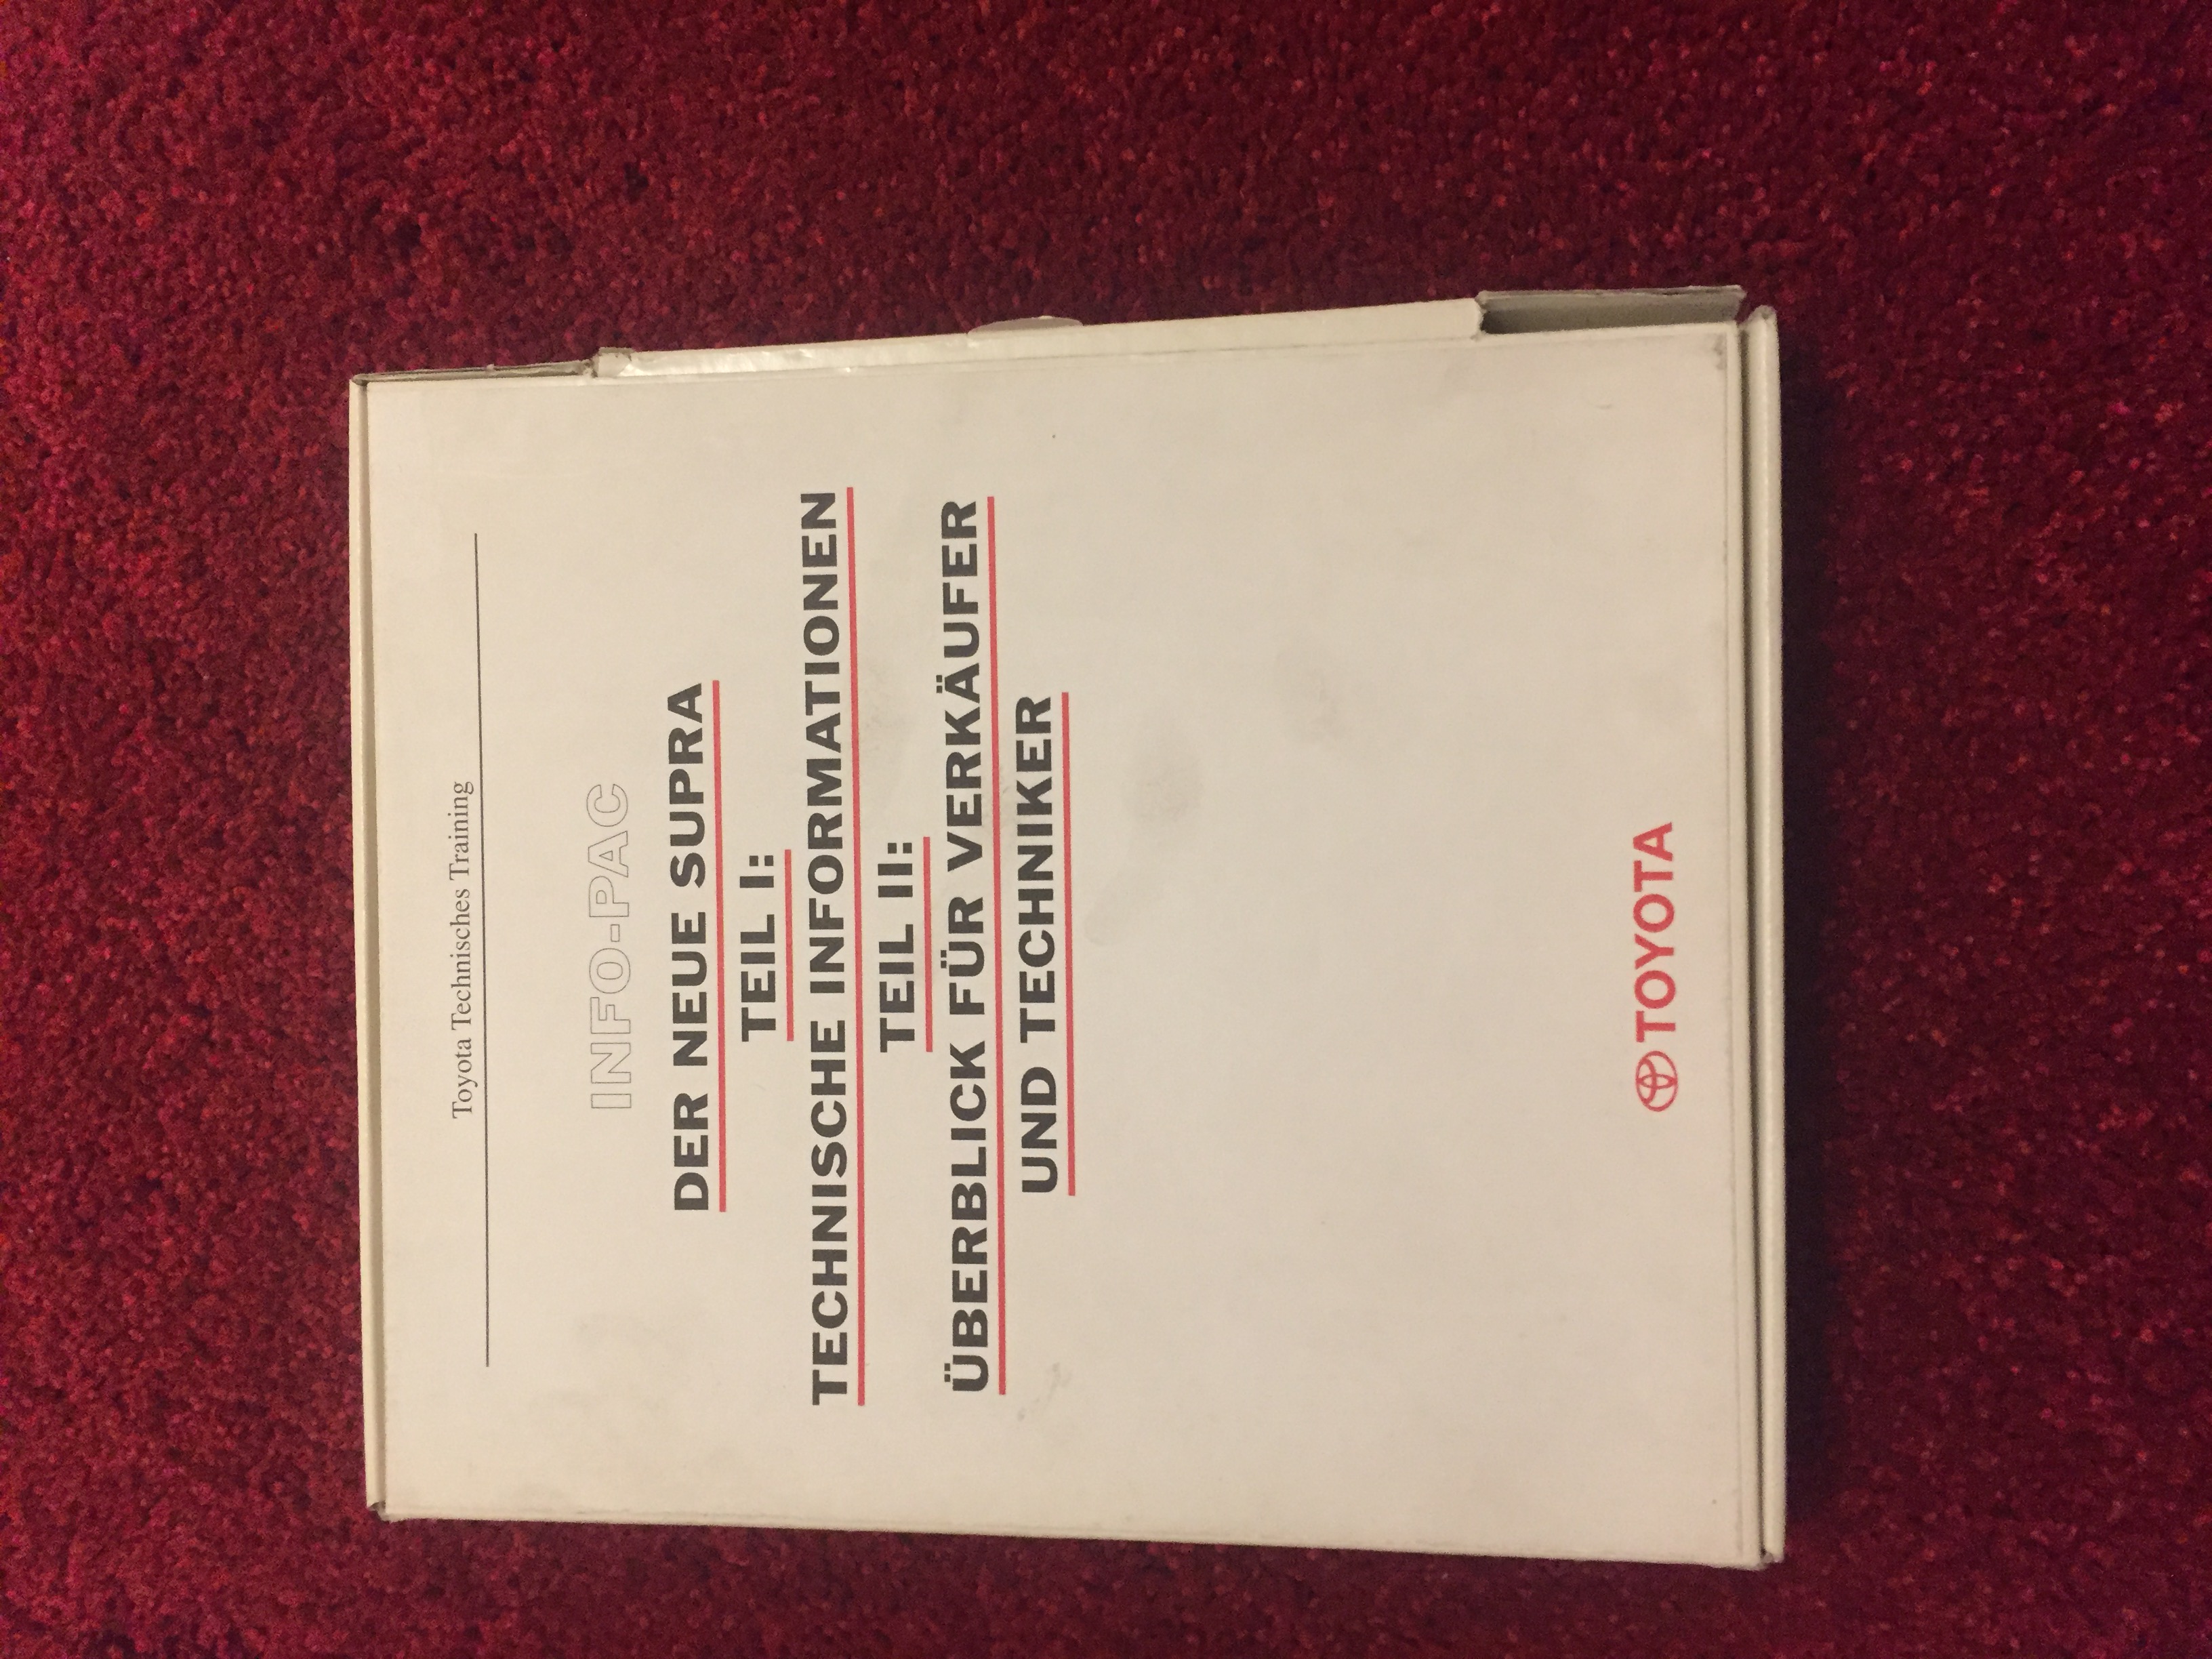 Toyota Technisches Training
INFO-PAC
DER NEUE SUPRA
TEIL I:
TECHNISCHE INFORMATIONEN
TEIL II:
ÜBERBLICK FÜR VERKÄUFER
UND TECHNIKER
TOYOTA